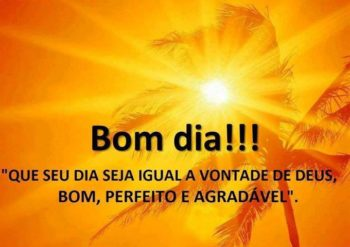 Bom dia!!!
"QUE SEU DIA SEJA IGUAL A VONTADE DE DEUS,
BOM, PERFEITO E AGRADÁVEL".